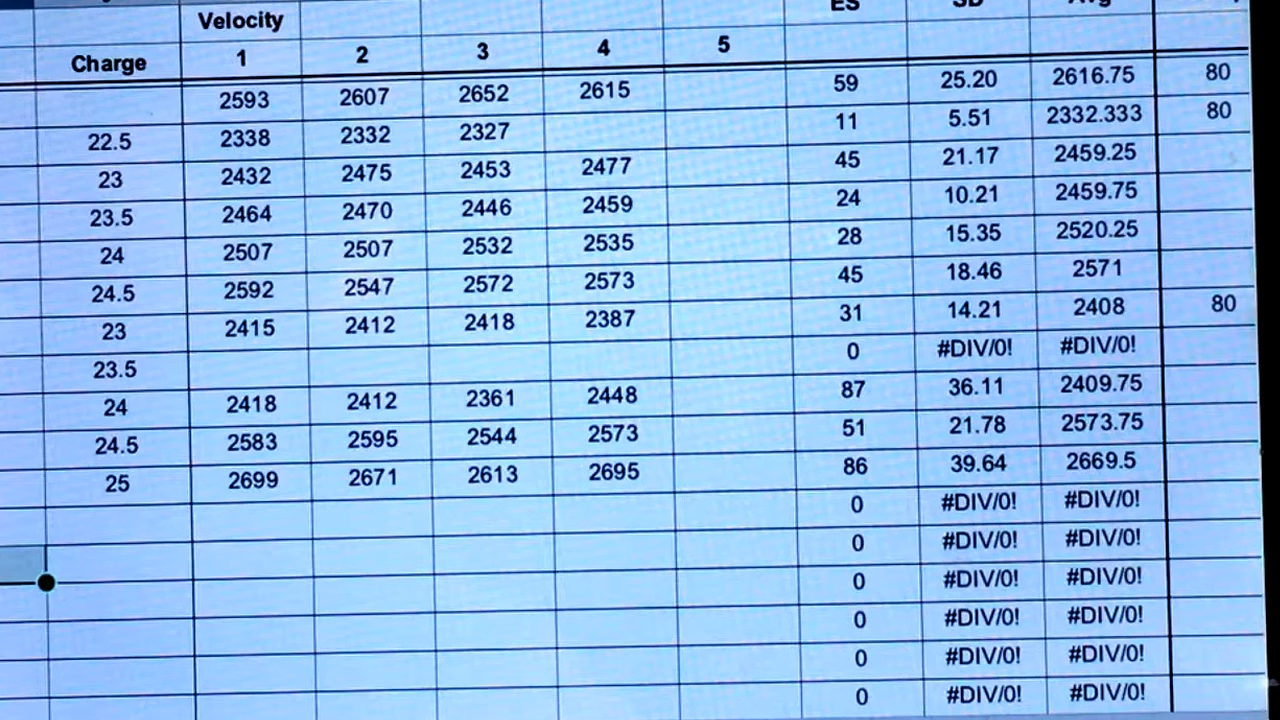 Velocity ES SD Avg
Charge 1 2 3 4 5
2593 2607 2652 2615 59 25.20 2616.75 80
22.5 2338 2332 2327 11 5.51 2332.333 80
23 2432 2475 2453 2477 45 21.17 2459.25
23.5 2464 2470 2446 2459 24 10.21 2459.75
24 2507 2507 2532 2535 28 15.35 2520.25
24.5 2592 2547 2572 2573 45 18.46 2571
23 2415 2412 2418 2387 31 14.21 2408 80
23.5 0 #DIV/0! #DIV/0!
24 2418 2412 2361 2448 87 36.11 2409.75
24.5 2583 2595 2544 2573 51 21.78 2573.75
25 2699 2671 2613 2695 86 39.64 2669.5
0 #DIV/0! #DIV/0!
0 #DIV/0! #DIV/0!
0 #DIV/0! #DIV/0!
0 #DIV/0! #DIV/0!
0 #DIV/0! #DIV/0!
0 #DIV/0! #DIV/0!